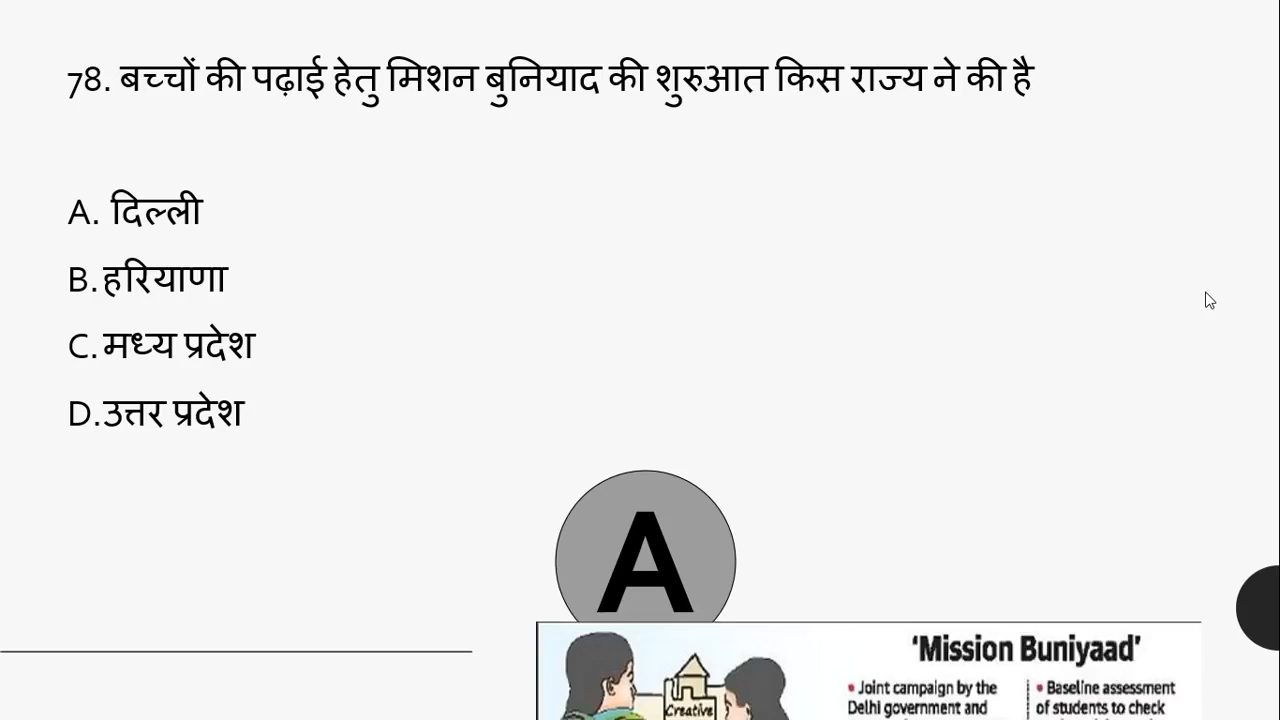 78. बच्चों की पढ़ाई हेतु मिशन बुनियाद की शुरुआत किस राज्य ने की है
A. दिल्ली
B. हरियाणा
C. मध्य प्रदेश
D. उत्तर प्रदेश
A
'Mission Buniyaad'
• Joint campaign by the
Delhi government and
• Baseline assessment
of students to check
Creative